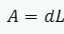 A = dL